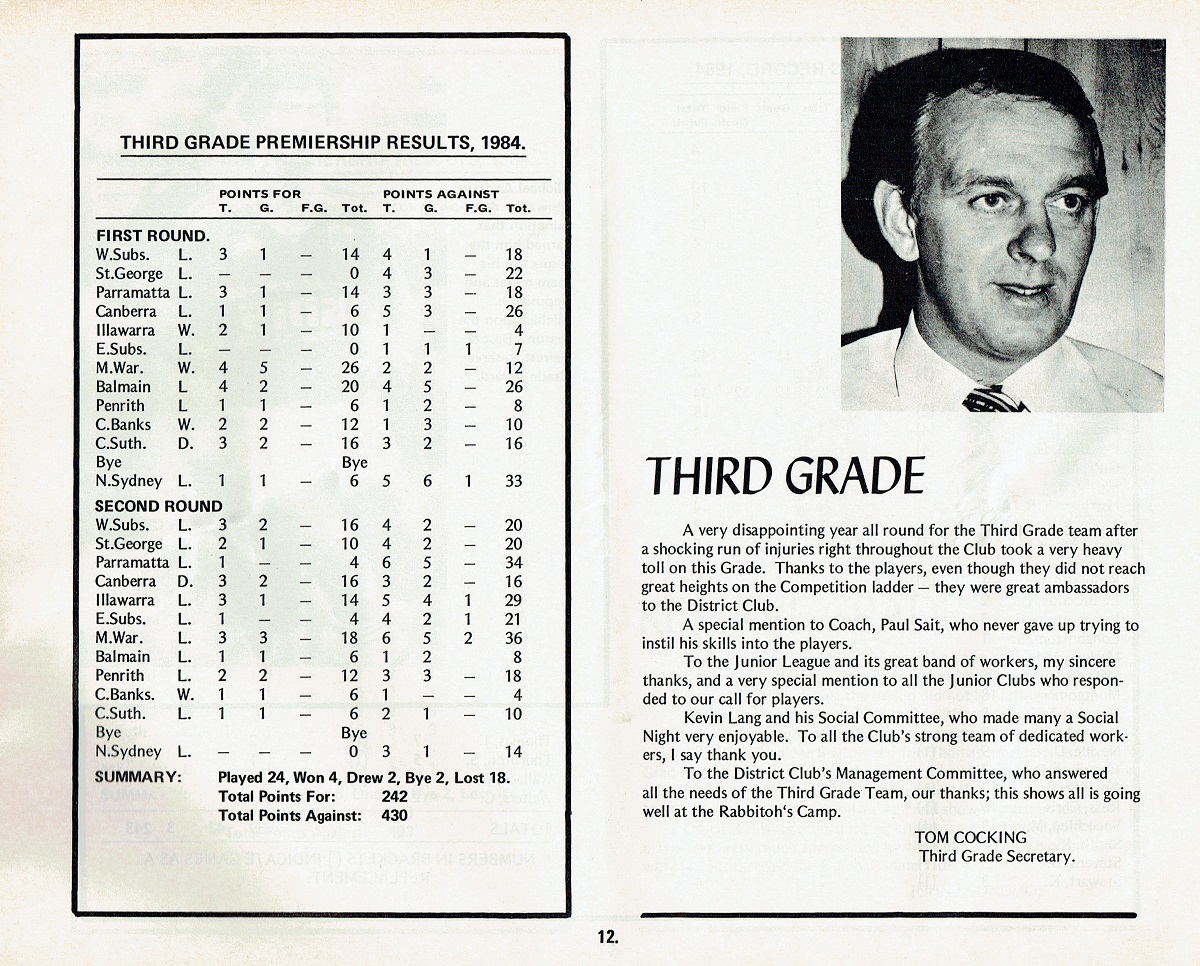 THIRD GRADE PREMIERSHIP RESULTS, 1984.
POINTS FOR POINTS AGAINST
T. G. F.G. Tot. T. G. F.G. Tot.
FIRST ROUND.
W.Subs. L. 3 1 — 14 4 1 — 18
St.George L. — — — 0 4 3 — 22
Parramatta L. 3 1 — 14 3 3 — 18
Canberra L. 1 1 — 6 5 3 — 26
Illawarra W. 2 1 — 10 1 — — 4
E.Subs. L. — — — 0 1 1 1 7
M.War. W. 4 5 — 26 2 2 — 12
Balmain L 4 2 — 20 4 5 — 26
Penrith L 1 1 — 6 1 2 — 8
C.Banks W. 2 2 — 12 1 3 — 10
C.Suth. D. 3 2 — 16 3 2 — 16
Bye Bye
N.Sydney L. 1 1 — 6 5 6 1 33
SECOND ROUND
W.Subs. L. 3 2 — 16 4 2 — 20
St.George L. 2 1 — 10 4 2 — 20
Parramatta L. 1 — — 4 6 5 — 34
Canberra D. 3 2 — 16 3 2 — 16
Illawarra L. 3 1 — 14 5 4 1 29
E.Subs. L. 1 — — 4 4 2 1 21
M.War. L. 3 3 — 18 6 5 2 36
Balmain L. 1 1 — 6 1 2 8
Penrith L. 2 2 — 12 3 3 — 18
C.Banks. W. 1 1 — 6 1 — — 4
C.Suth. L. 1 1 — 6 2 1 — 10
Bye Bye
N.Sydney L. — — — 0 3 1 — 14
SUMMARY: Played 24, Won 4, Drew 2, Bye 2, Lost 18.
Total Points For: 242
Total Points Against: 430
THIRD GRADE
A very disappointing year all round for the Third Grade team after
a shocking run of injuries right throughout the Club took a very heavy
toll on this Grade. Thanks to the players, even though they did not reach
great heights on the Competition ladder — they were great ambassadors
to the District Club.
A special mention to Coach, Paul Sait, who never gave up trying to
instil his skills into the players.
To the Junior League and its great band of workers, my sincere
thanks, and a very special mention to all the Junior Clubs who respon-
ded to our call for players.
Kevin Lang and his Social Committee, who made many a Social
Night very enjoyable. To all the Club's strong team of dedicated work-
ers, I say thank you.
To the District Club's Management Committee, who answered
all the needs of the Third Grade Team, our thanks; this shows all is going
well at the Rabbitoh's Camp.
TOM COCKING
Third Grade Secretary.
12.